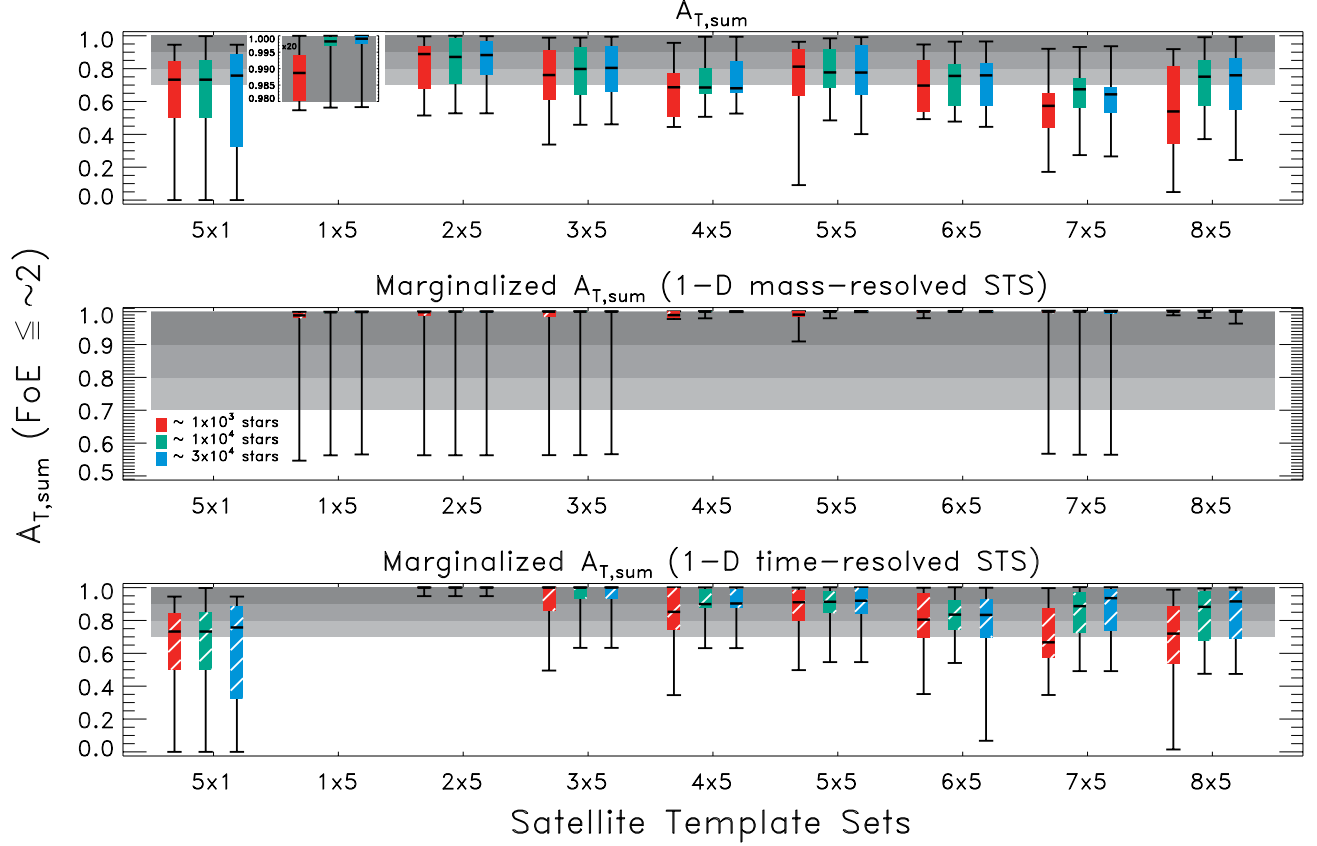 A_T,sum
1.0
0.8
0.6
0.4
0.2
0.0
1.000
0.995
0.990
0.985
0.980
x20
5x1 1x5 2x5 3x5 4x5 5x5 6x5 7x5 8x5
Marginalized A_T,sum (1-D mass-resolved STS)
A_T,sum (FoE ≦ ~2)
1.0
0.9
0.8
0.7
0.6
0.5
~ 1x10³ stars
~ 1x10⁴ stars
~ 3x10⁴ stars
5x1 1x5 2x5 3x5 4x5 5x5 6x5 7x5 8x5
Marginalized A_T,sum (1-D time-resolved STS)
1.0
0.8
0.6
0.4
0.2
0.0
5x1 1x5 2x5 3x5 4x5 5x5 6x5 7x5 8x5
Satellite Template Sets